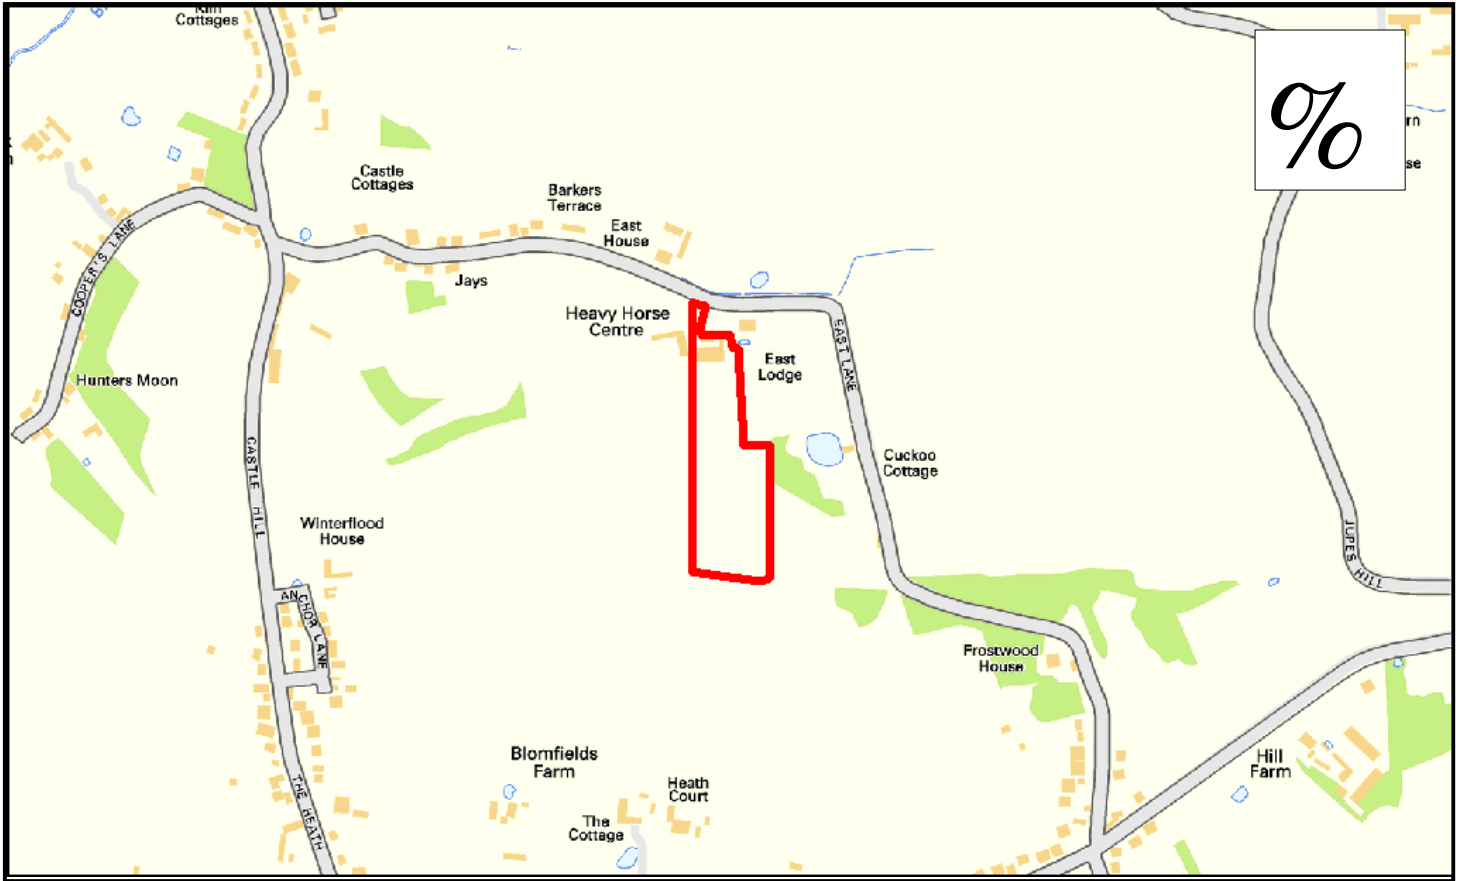 Cottages
%
rn
se
Castle
Cottages
Barkers
Terrace
East
House
COOPER'S LANE
Jays
Heavy Horse
Centre
EAST LANE
East
Lodge
Hunters Moon
CASTLE HILL
Cuckoo
Cottage
Winterflood
House
JUPES HILL
ANCHOR LANE
Frostwood
House
Blomfields
Farm
Heath
Court
Hill
Farm
The
Cottage
THE HEATH